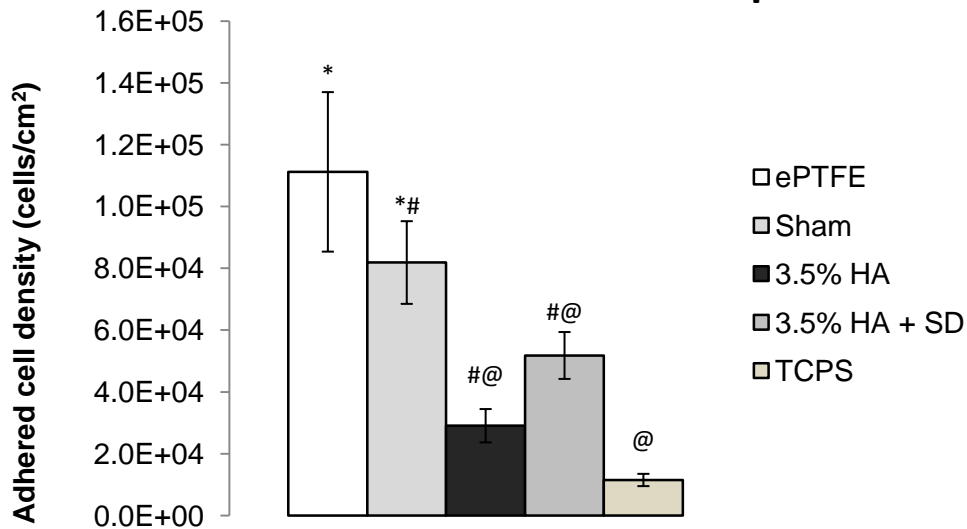 1.6E+05
1.4E+05
1.2E+05
1.0E+05
8.0E+04
6.0E+04
4.0E+04
2.0E+04
0.0E+00
Adhered cell density (cells/cm²)
*
*#
#@
#@
@
ePTFE
Sham
3.5% HA
3.5% HA + SD
TCPS